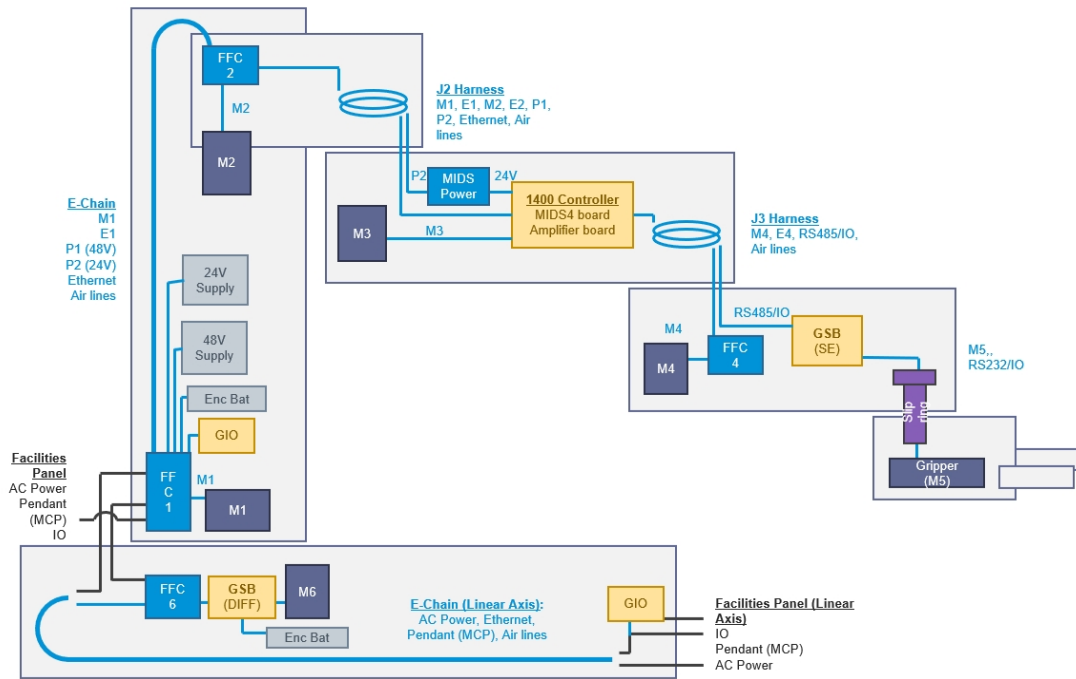 FFC
2
M2
M2
J2 Harness
M1, E1, M2, E2, P1,
P2, Ethernet, Air
lines
E-Chain
M1
E1
P1 (48V)
P2 (24V)
Ethernet
Air lines
P2
MIDS
Power
24V
1400 Controller
MIDS4 board
Amplifier board
M3
M3
J3 Harness
M4, E4, RS485/IO,
Air lines
24V
Supply
48V
Supply
Enc Bat
GIO
RS485/IO
M4
M4
FFC
4
GSB
(SE)
M5,,
RS232/IO
Slip
ring
Gripper
(M5)
Facilities
Panel
AC Power
Pendant
(MCP)
IO
FF
C
1
M1
M1
FFC
6
GSB
(DIFF)
M6
Enc Bat
E-Chain (Linear Axis):
AC Power, Ethernet,
Pendant (MCP), Air lines
GIO
Facilities Panel (Linear
Axis)
IO
Pendant (MCP)
AC Power